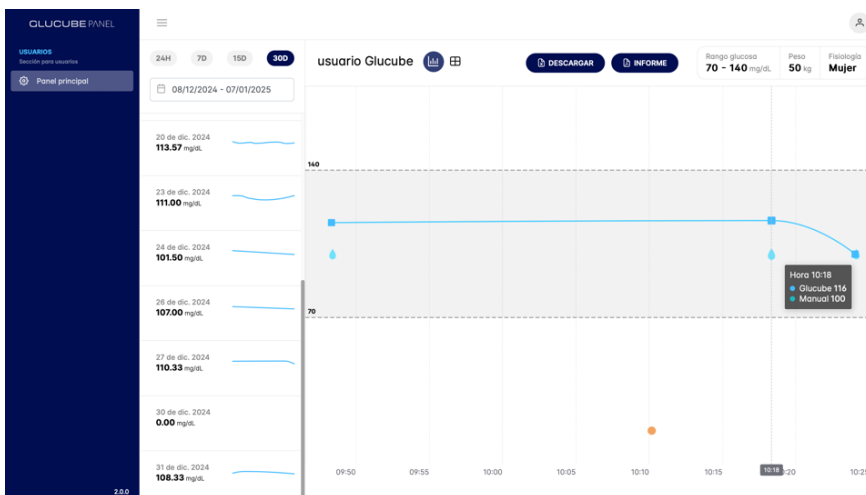 GLUCUBE PANEL
USUARIOS
Sección para usuarios
Panel principal
2.0.0
24H 7D 15D 30D
08/12/2024 - 07/01/2025
20 de dic. 2024
113.57 mg/dL
23 de dic. 2024
111.00 mg/dL
24 de dic. 2024
101.50 mg/dL
26 de dic. 2024
107.00 mg/dL
27 de dic. 2024
110.33 mg/dL
30 de dic. 2024
0.00 mg/dL
31 de dic. 2024
108.33 mg/dL
usuario Glucube
DESCARGAR
INFORME
Rango glucosa
70 - 140 mg/dL
Peso
50 kg
Fisiología
Mujer
140
70
Hora 10:18
Glucube 116
Manual 100
09:50 09:55 10:00 10:05 10:10 10:15 10:18 :20 10:25